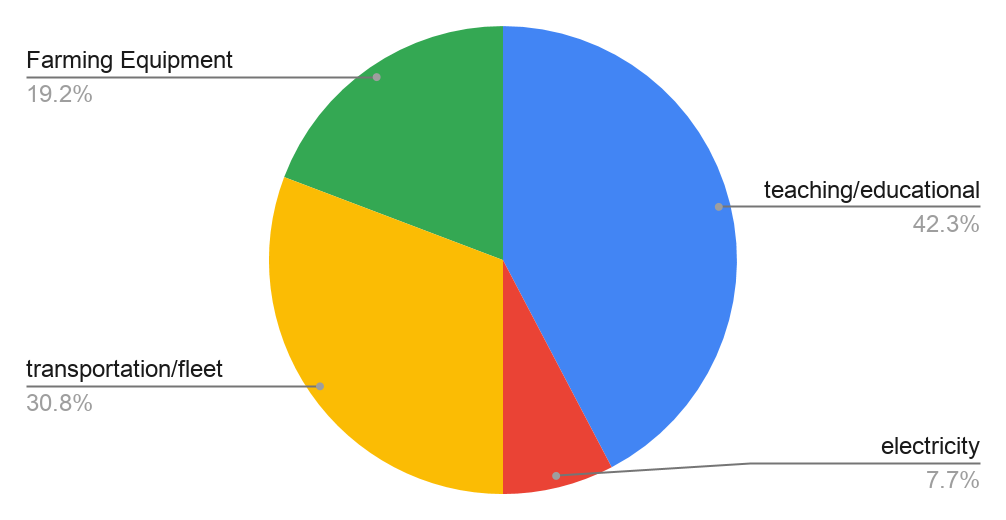 Farming Equipment
19.2%
teaching/educational
42.3%
transportation/fleet
30.8%
electricity
7.7%